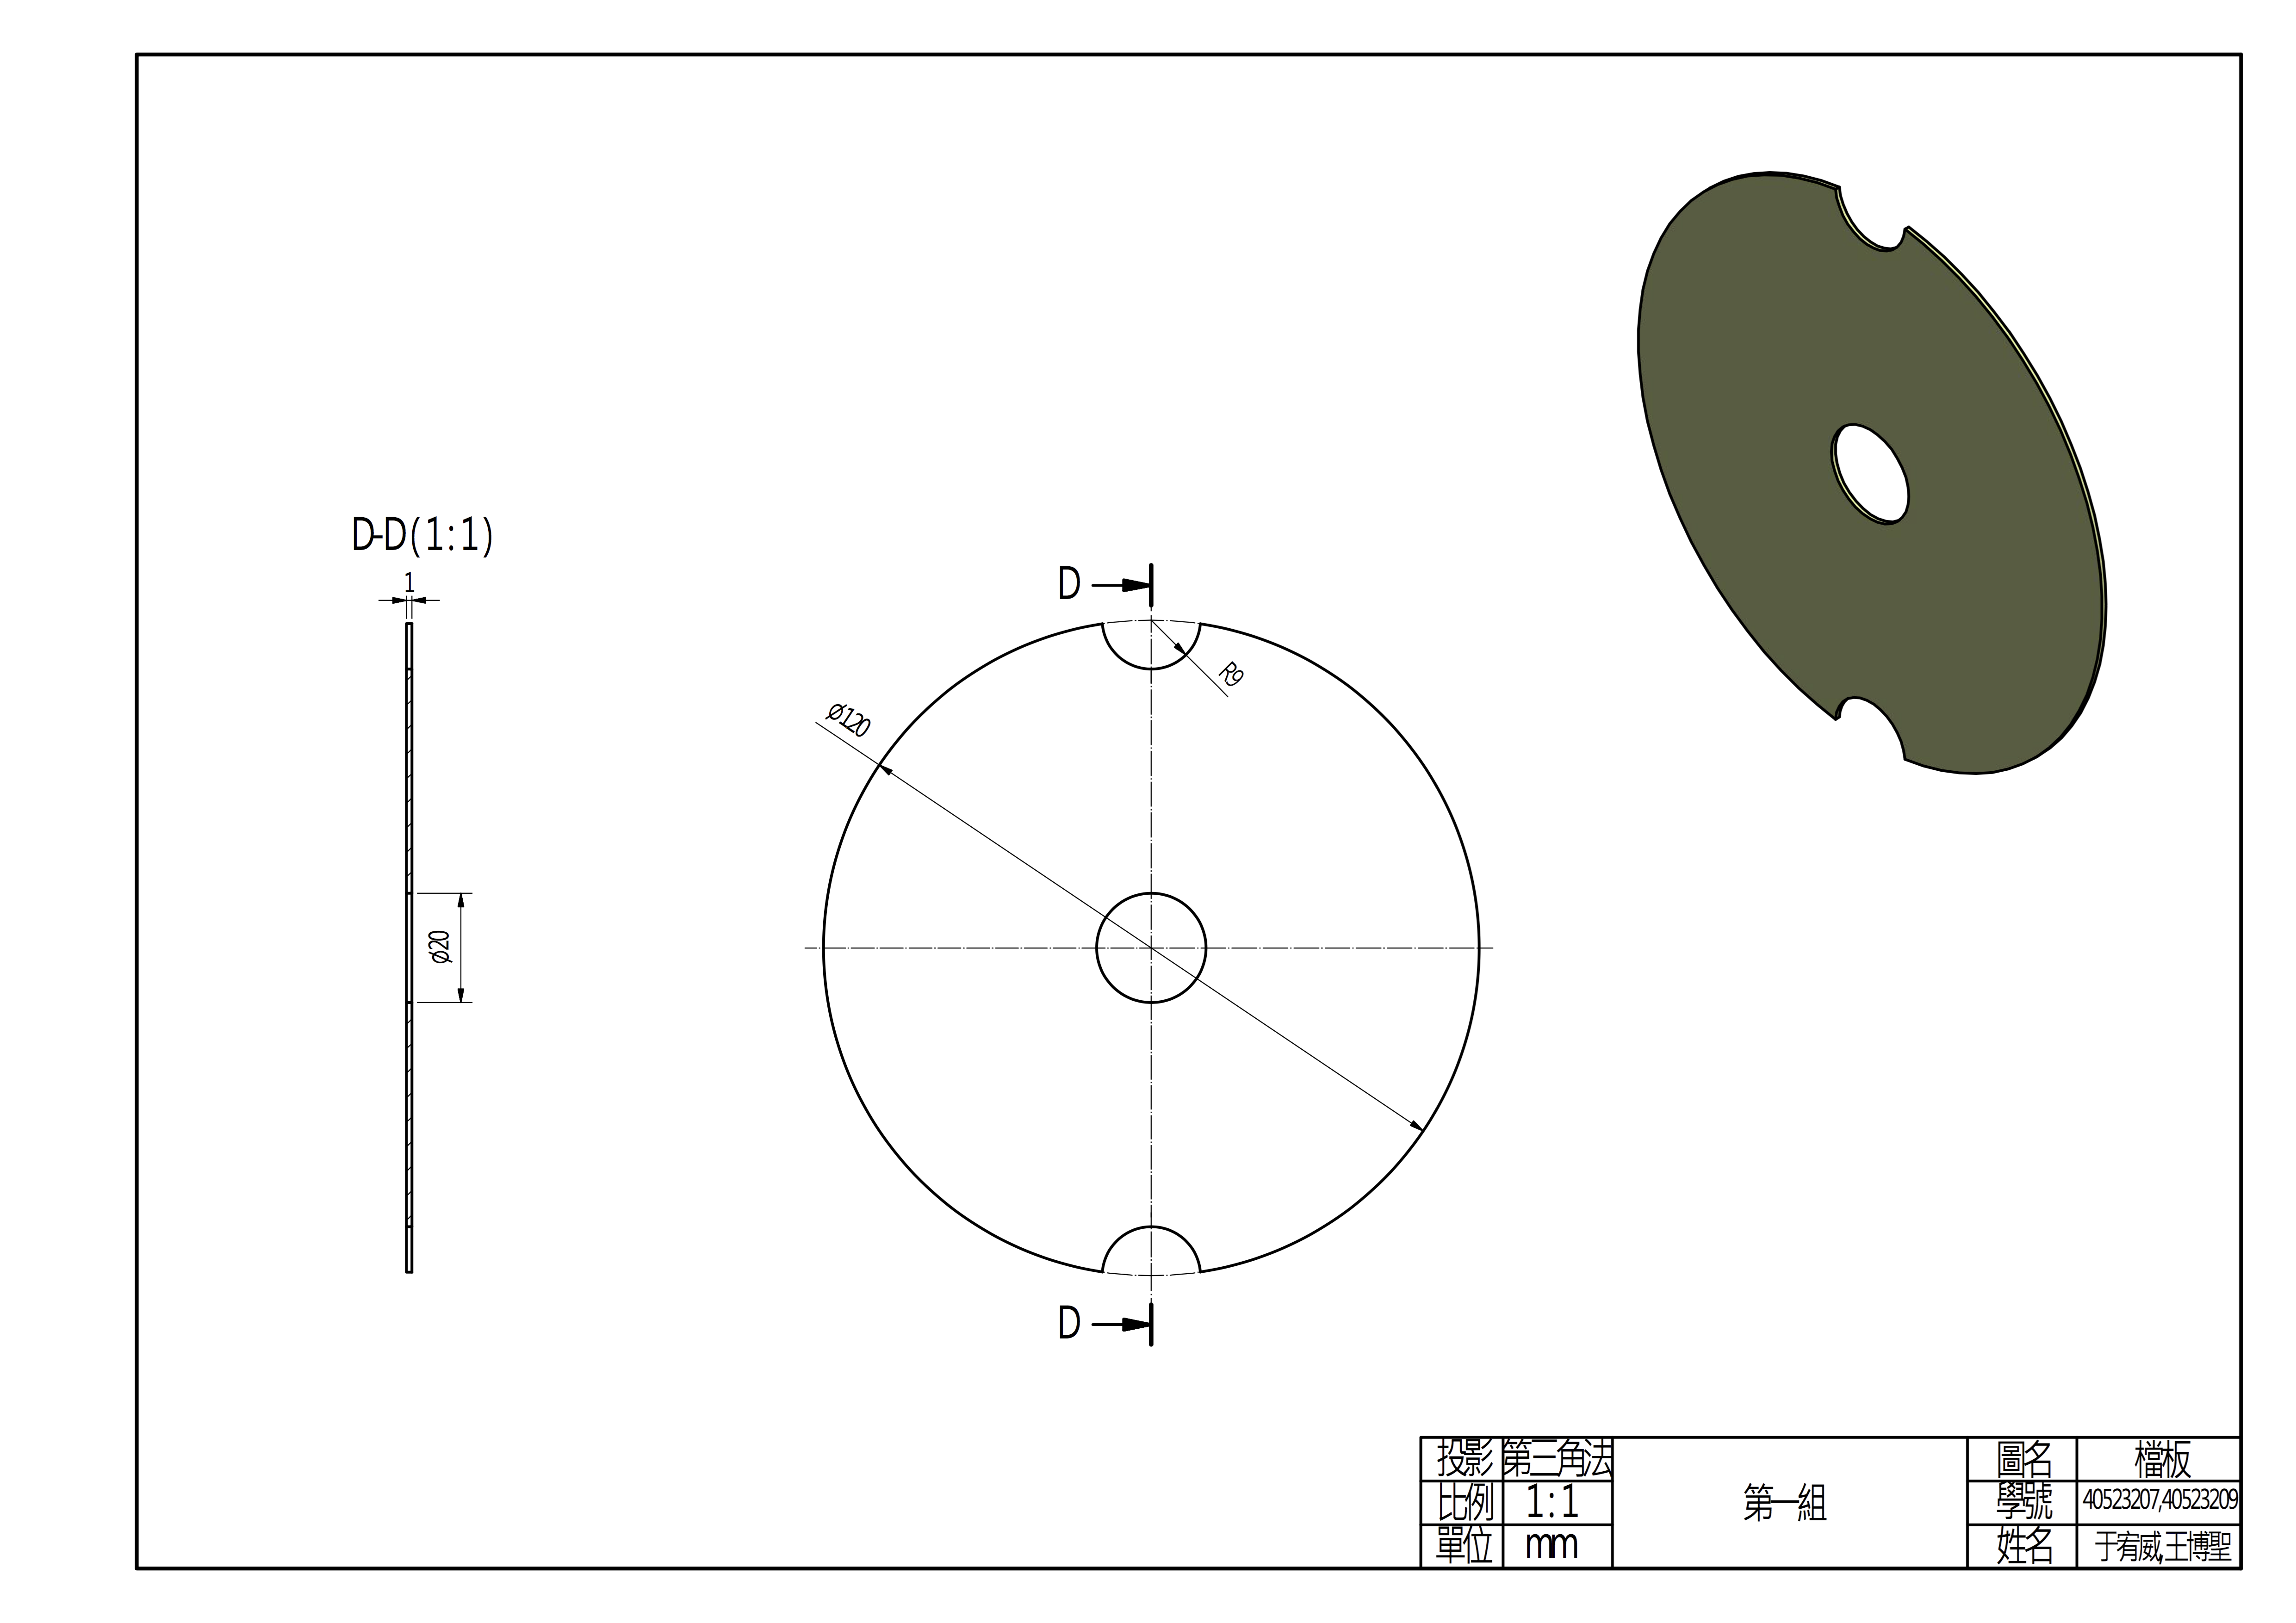 D-D(1:1)
1
D
R9
⌀120
⌀20
D
投影 第三角法
比例 1:1
單位 mm
第一組
圖名 檔板
學號 40523207,40523209
姓名 于宥威,王博聖